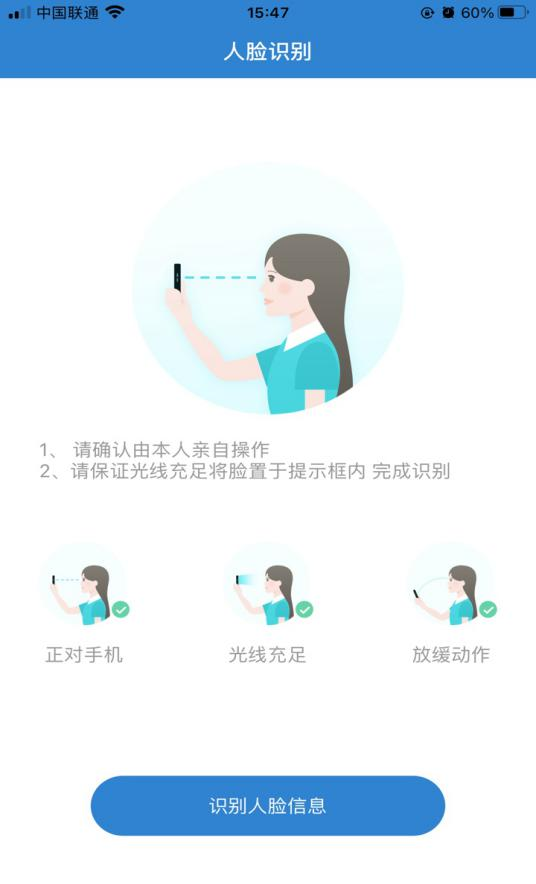 中国联通 15:47 60%
人脸识别
1、 请确认由本人亲自操作
2、请保证光线充足将脸置于提示框内 完成识别
正对手机 光线充足 放缓动作
识别人脸信息